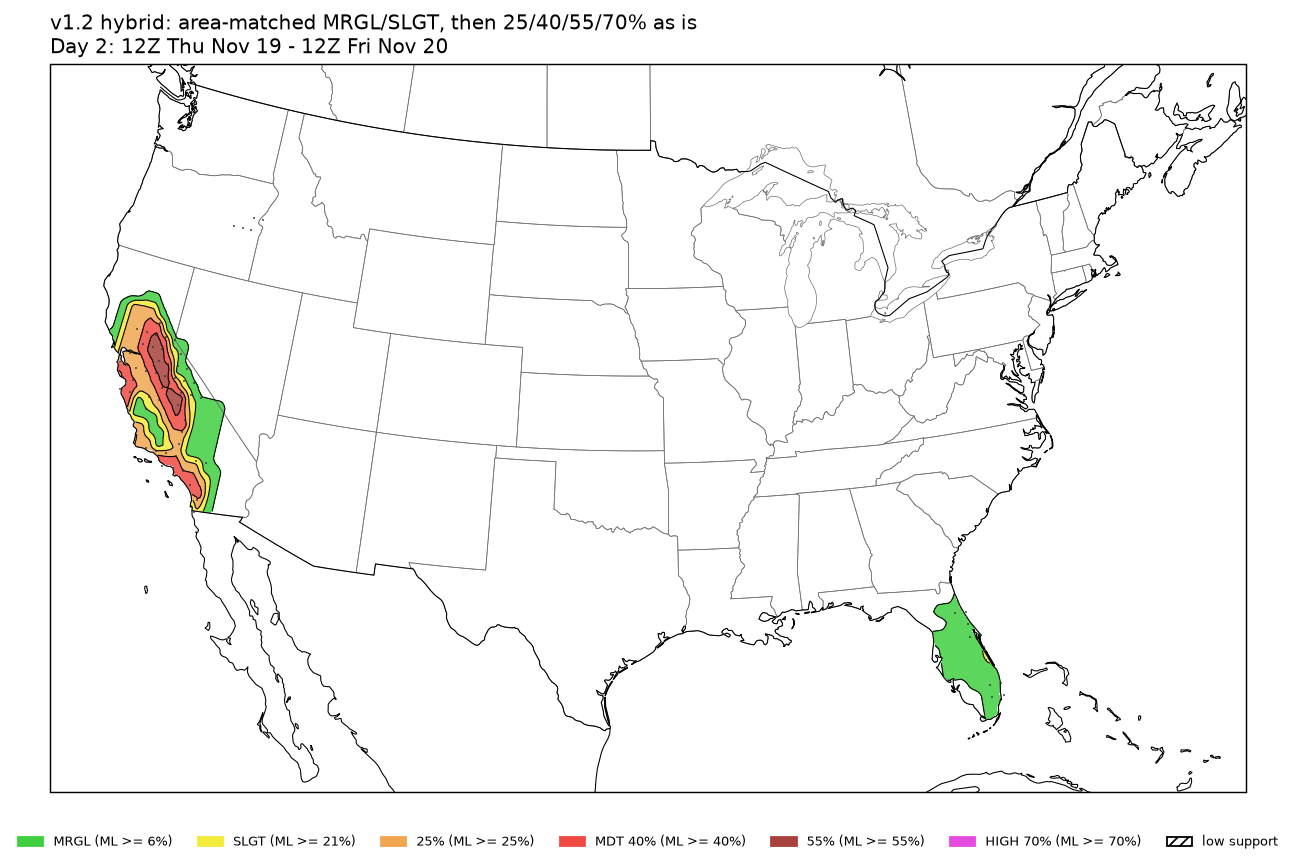 v1.2 hybrid: area-matched MRGL/SLGT, then 25/40/55/70% as is
Day 2: 12Z Thu Nov 19 - 12Z Fri Nov 20
MRGL (ML >= 6%) SLGT (ML >= 21%) 25% (ML >= 25%) MDT 40% (ML >= 40%) 55% (ML >= 55%) HIGH 70% (ML >= 70%) low support